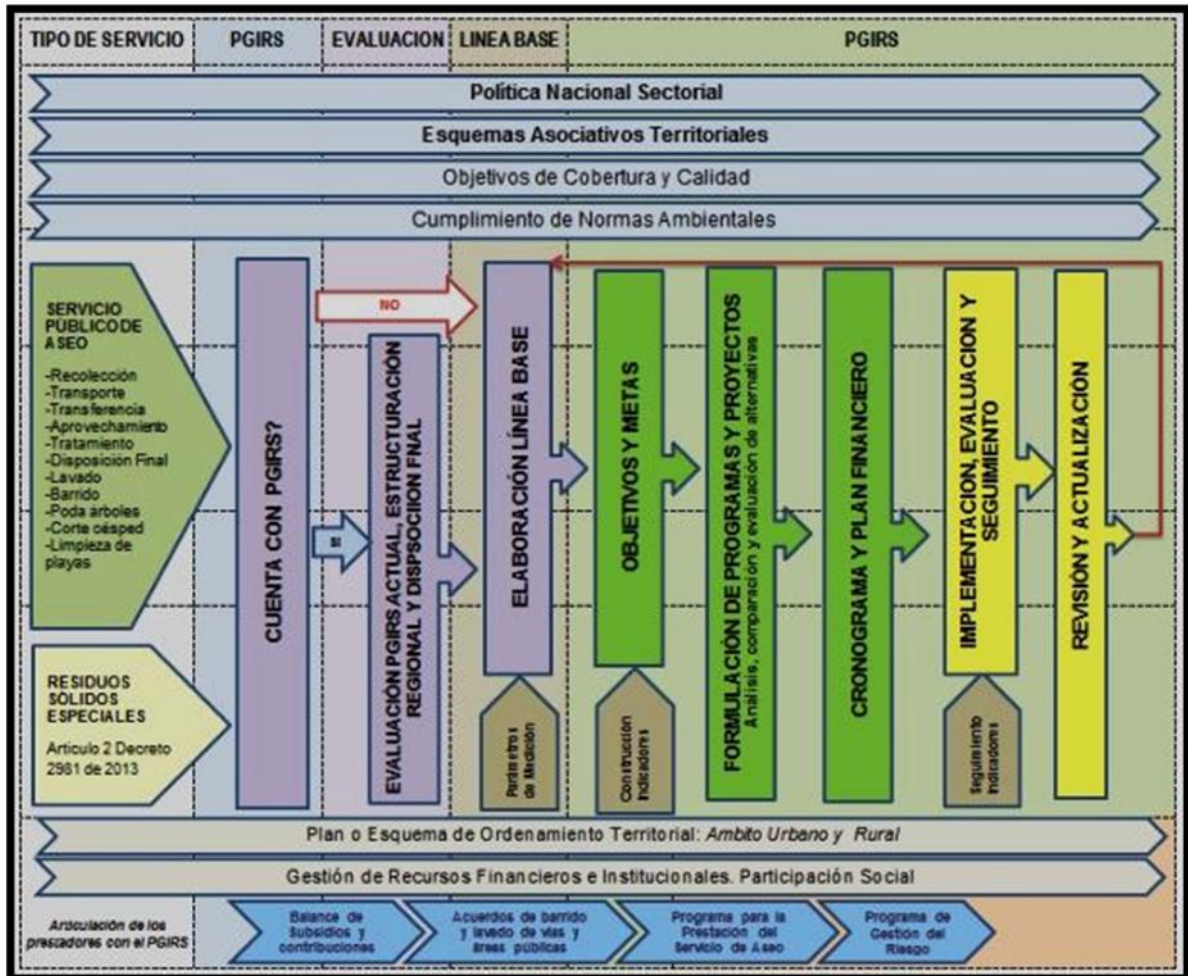 TIPO DE SERVICIO
PGIRS
EVALUACION
LINEA BASE
PGIRS
Política Nacional Sectorial
Esquemas Asociativos Territoriales
Objetivos de Cobertura y Calidad
Cumplimiento de Normas Ambientales
SERVICIO
PÚBLICO DE
ASEO
-Recolección
-Transporte
-Transferencia
-Aprovechamiento
-Tratamiento
-Disposición Final
-Lavado
-Barrido
-Poda árboles
-Corte césped
-Limpieza de
playas
RESIDUOS
SÓLIDOS
ESPECIALES
Articulo 2 Decreto
2981 de 2013
CUENTA CON PGIRS?
NO
SI
EVALUACIÓN PGIRS ACTUAL, ESTRUCTURACIÓN
REGIONAL Y DISPSOCIION FNAL
ELABORACIÓN LÍNEA BASE
Parámetros
de Medición
OBJETIVOS Y METAS
Construcción
Indicadores
FORMULACIÓN DE PROGRAMAS Y PROYECTOS
Análisis, comparación y evaluación de alternativas
CRONOGRAMA Y PLAN FINANCIERO
IMPLEMENTACION, EVALUACION Y
SEGUIMIENTO
Seguimiento
Indicadores
REVISIÓN Y ACTUALIZACIÓN
Plan o Esquema de Ordenamiento Territorial: Ambito Urbano y Rural
Gestión de Recursos Financieros e Institucionales. Participación Social
Articulación de los
prestadores con el PGIRS
Balance de
Subsidios y
contribuciones
Acuerdos de barrido
y lavado de vías y
áreas públicas
Programa para la
Prestación del
Servicio de Aseo
Programa de
Gestión del
Riesgo